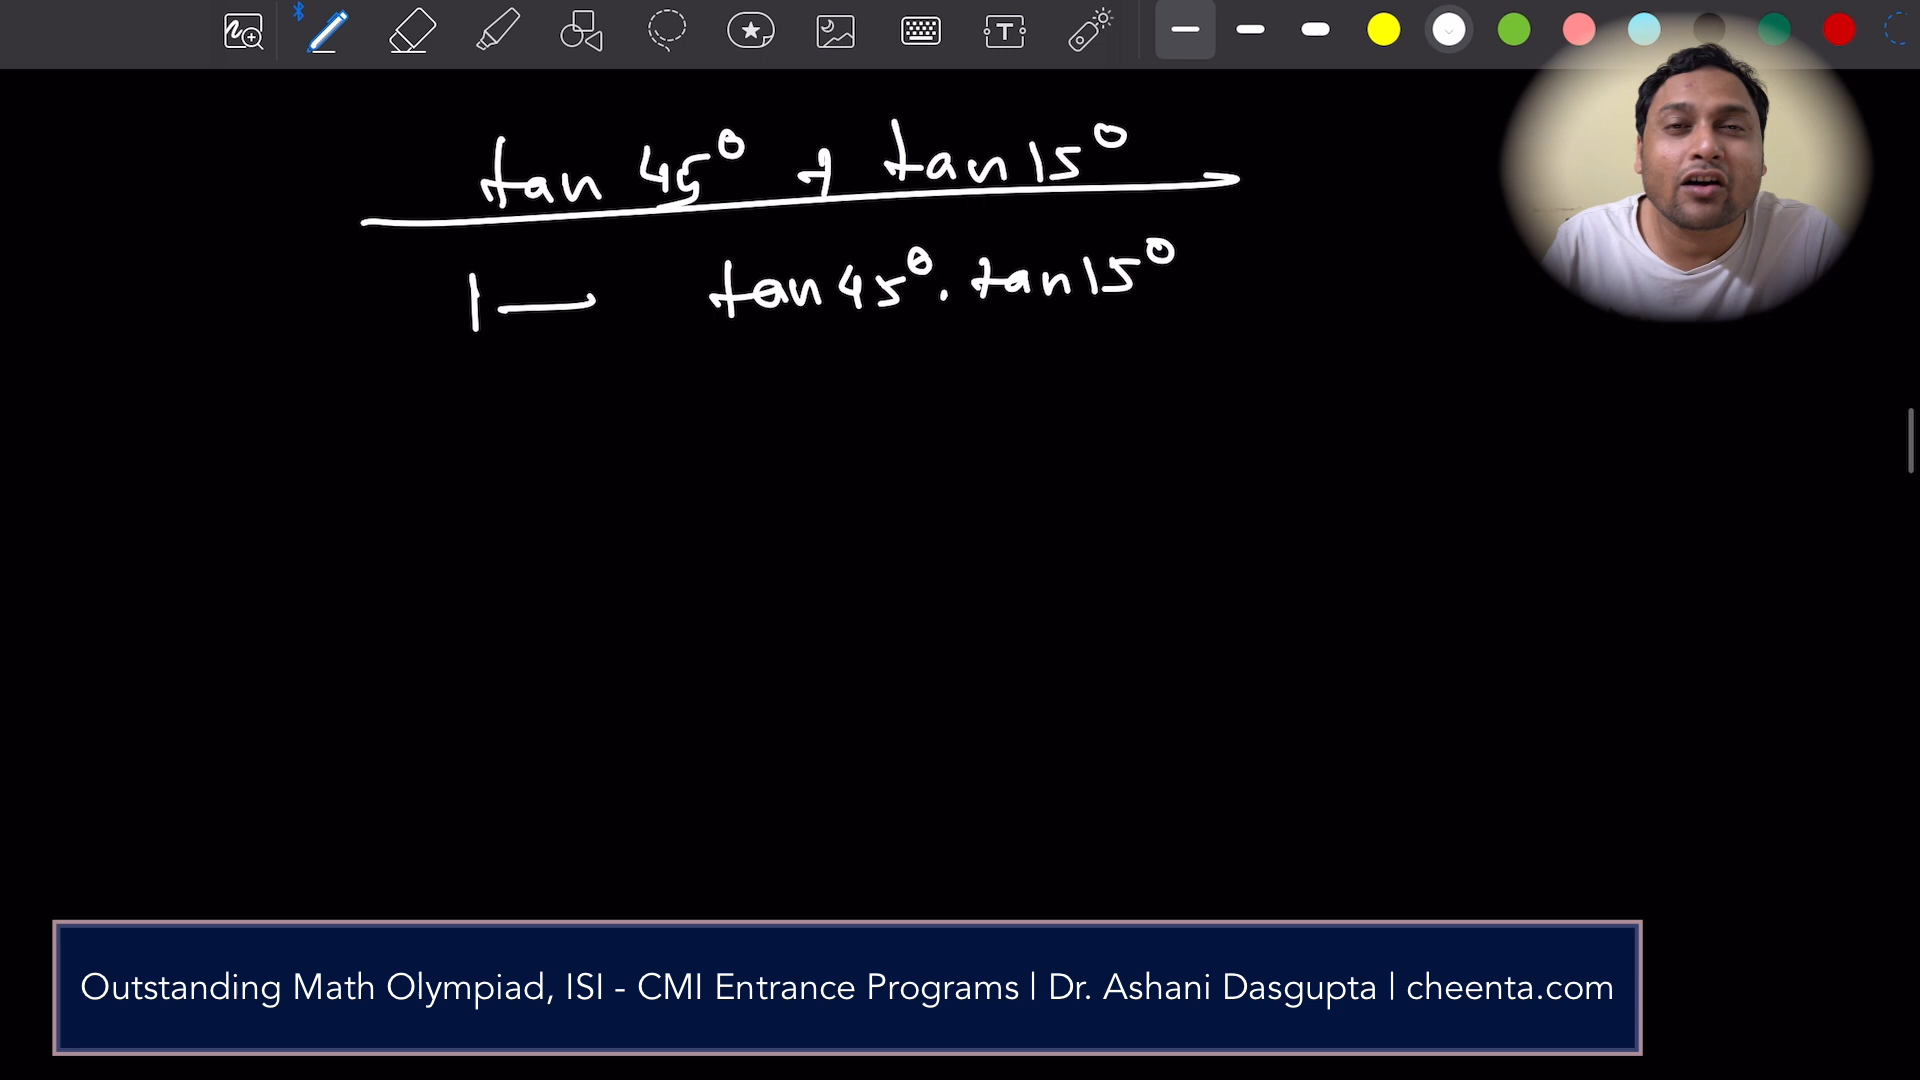 tan 45° + tan 15°
1 — tan 45° . tan 15°
Outstanding Math Olympiad, ISI - CMI Entrance Programs | Dr. Ashani Dasgupta | cheenta.com